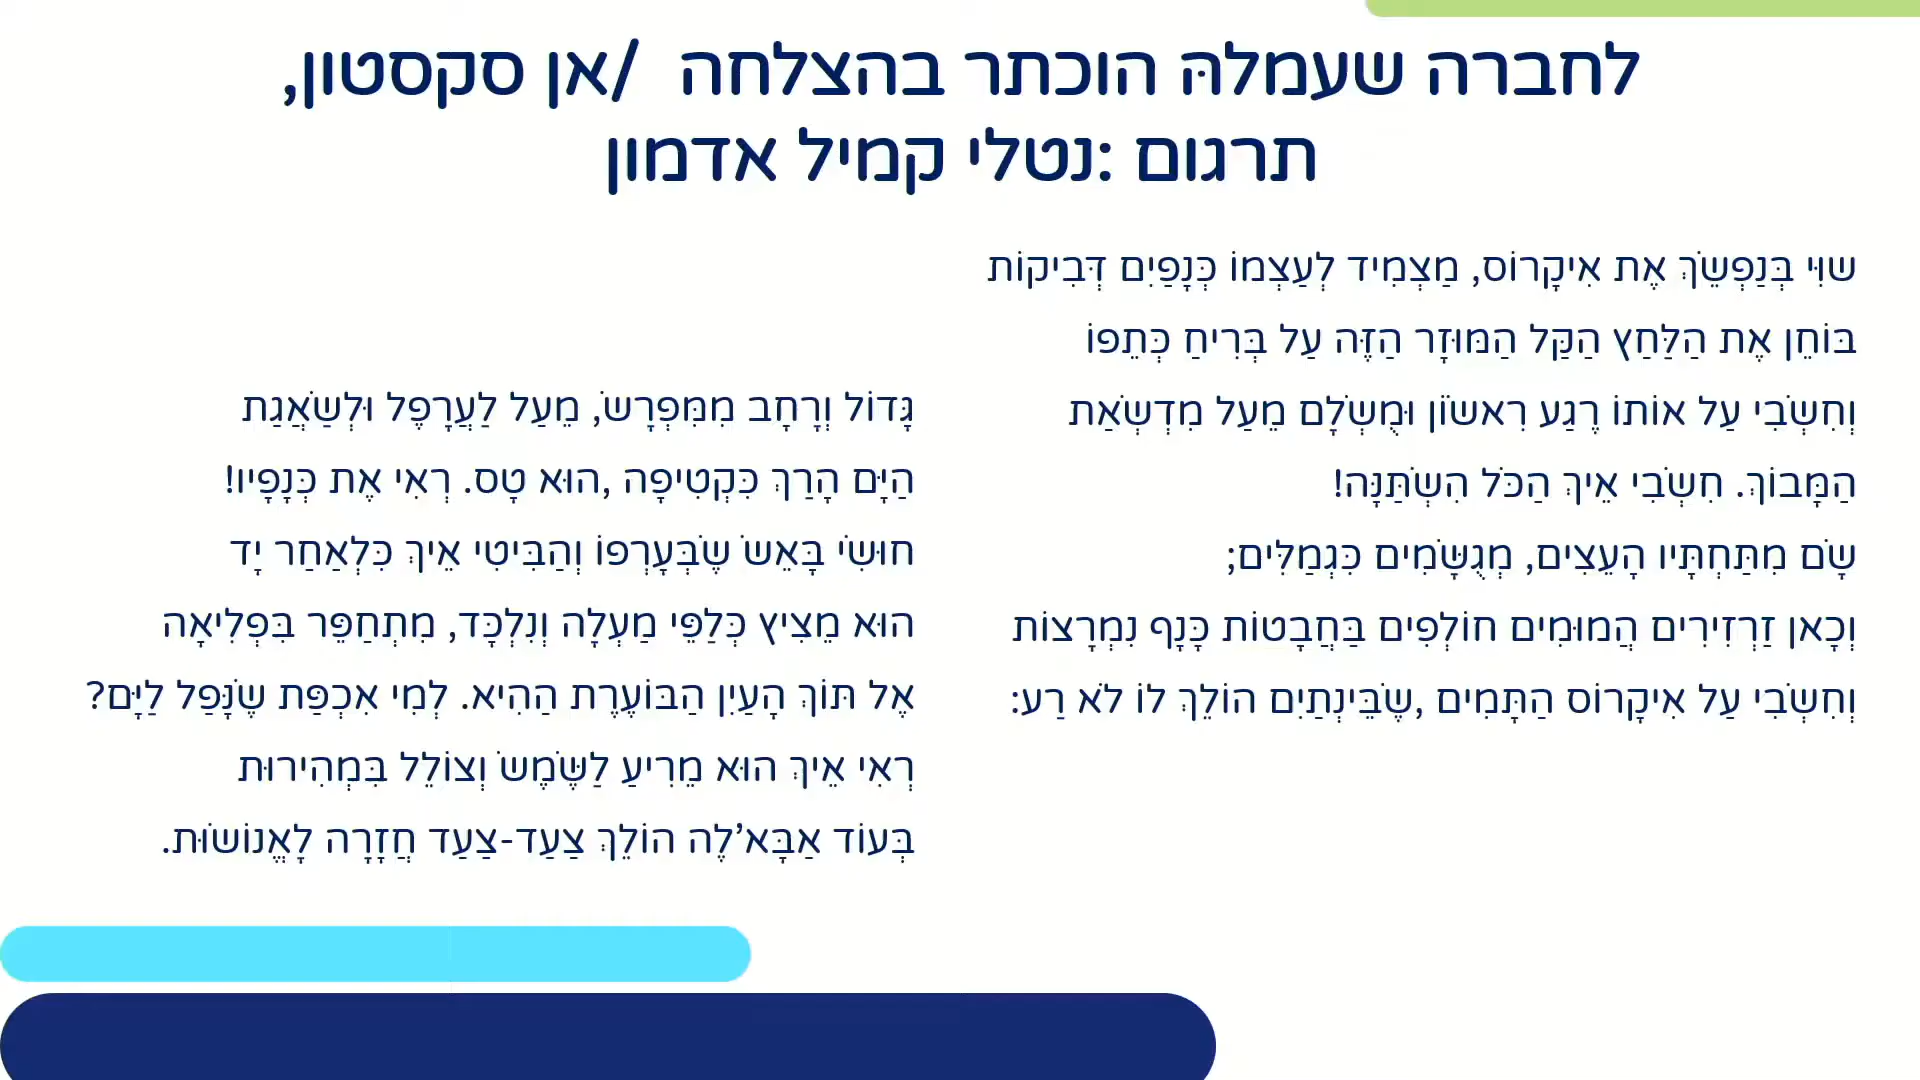 לחברה שעמלהּ הוכתר בהצלחה /אן סקסטון,
תרגום :נטלי קמיל אדמון
שוִּי בְּנַפְשֵׁךְ אֶת אִיקָרוֹס, מַצְמִיד לְעַצְמוֹ כְּנָפַיִם דְּבִיקוֹת
בּוֹחֵן אֶת הַלַּחַץ הַקַּל הַמּוּזָר הַזֶּה עַל בְּרִיחַ כְּתֵפוֹ
וְחִשְׁבִי עַל אוֹתוֹ רֶגַע רִאשׁוֹן וּמֻשְׁלָם מֵעַל מִדְשְׁאַת
הַמָּבוֹךְ. חִשְׁבִי אֵיךְ הַכֹּל הִשְׁתַּנָּה!
שָׁם מִתַּחְתָּיו הָעֵצִים, מְגֻשָּׁמִים כִּגְמַלִּים;
וְכָאן זַרְזִירִים הֲמוּמִים חוֹלְפִים בַּחֲבָטוֹת כָּנָף נִמְרָצוֹת
וְחִשְׁבִי עַל אִיקָרוֹס הַתָּמִים ,שֶׁבֵּינְתַיִם הוֹלֵךְ לוֹ לֹא רַע:
גָּדוֹל וְרָחָב מִמִּפְרָשׂ, מֵעַל לַעֲרָפֶל וּלְשַׁאֲגַת
הַיָּם הָרַךְ כִּקְטִיפָה ,הוּא טָס. רְאִי אֶת כְּנָפָיו!
חוּשִׁי בָּאֵשׁ שֶׁבְּעָרְפוֹ וְהַבִּיטִי אֵיךְ כִּלְאַחַר יָד
הוּא מֵצִיץ כְּלַפֵּי מַעְלָה וְנִלְכָּד, מִתְחַפֵּר בִּפְלִיאָה
אֶל תּוֹךְ הָעַיִן הַבּוֹעֶרֶת הַהִיא. לְמִי אִכְפַּת שֶׁנָּפַל לַיָּם?
רְאִי אֵיךְ הוּא מֵרִיעַ לַשֶּׁמֶשׁ וְצוֹלֵל בִּמְהִירוּת
בְּעוֹד אַבָּא’לֶה הוֹלֵךְ צַעַד-צַעַד חֲזָרָה לָאֱנוֹשׁוּת.